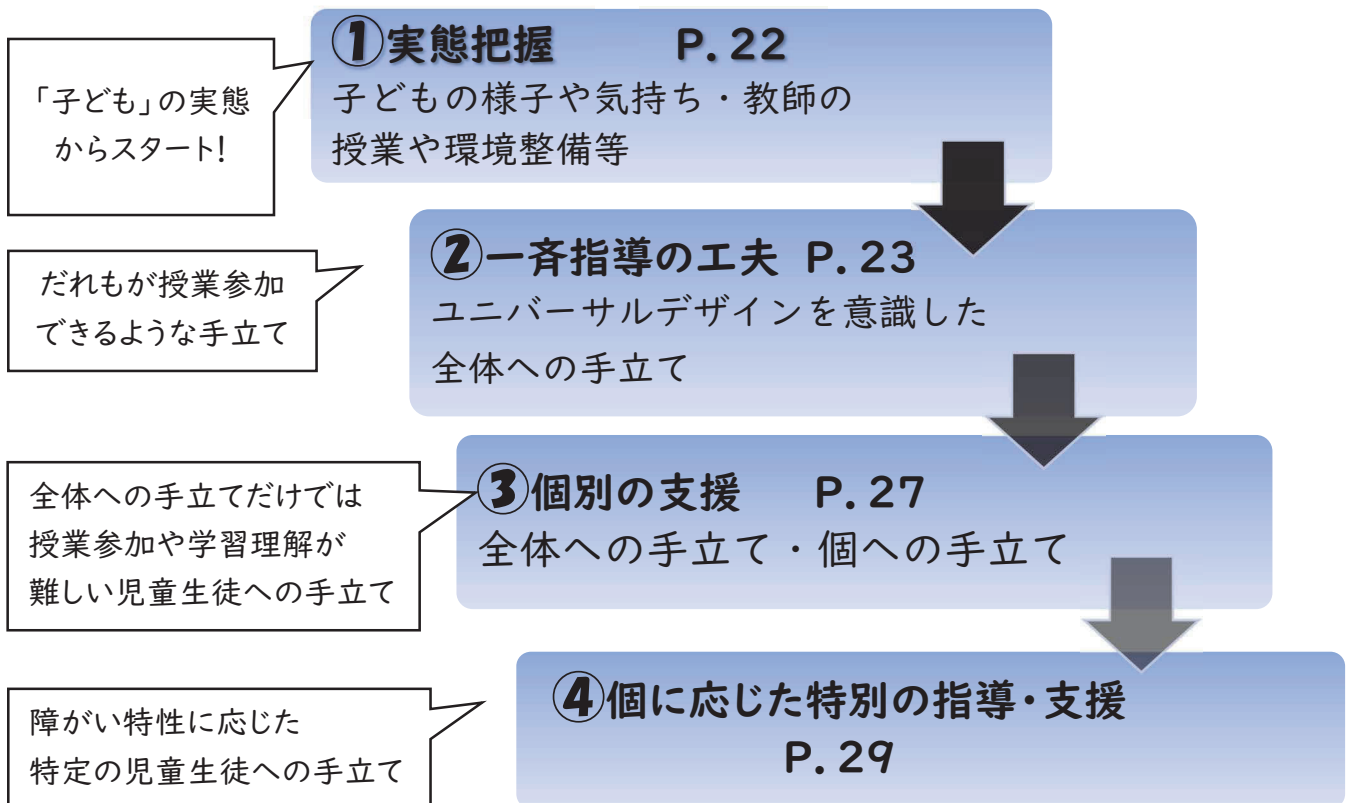 「子ども」の実態
からスタート!
①実態把握 P.22
子どもの様子や気持ち・教師の
授業や環境整備等
だれもが授業参加
できるような手立て
②一斉指導の工夫 P.23
ユニバーサルデザインを意識した
全体への手立て
全体への手立てだけでは
授業参加や学習理解が
難しい児童生徒への手立て
③個別の支援 P.27
全体への手立て・個への手立て
障がい特性に応じた
特定の児童生徒への手立て
④個に応じた特別の指導・支援
P.29